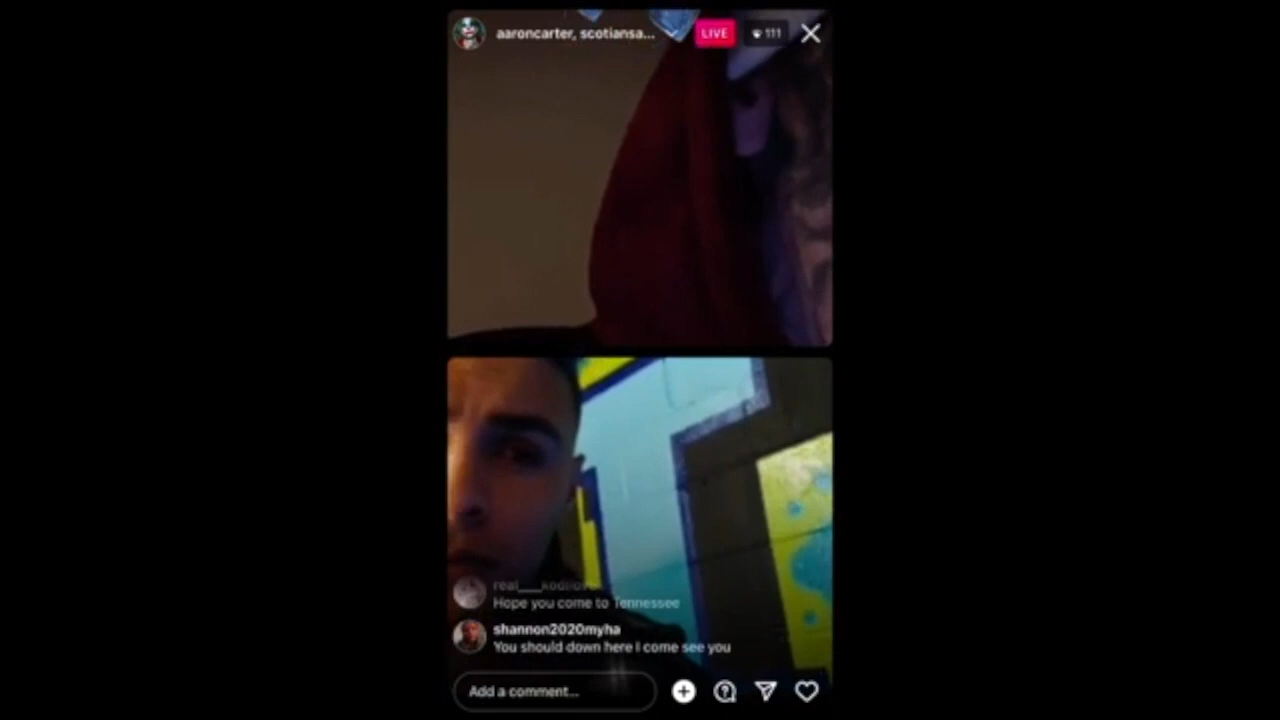 aaroncarter, scotiansa...
LIVE
111
Hope you come to Tennessee
shannon2020myha
You should down here I come see you
Add a comment...